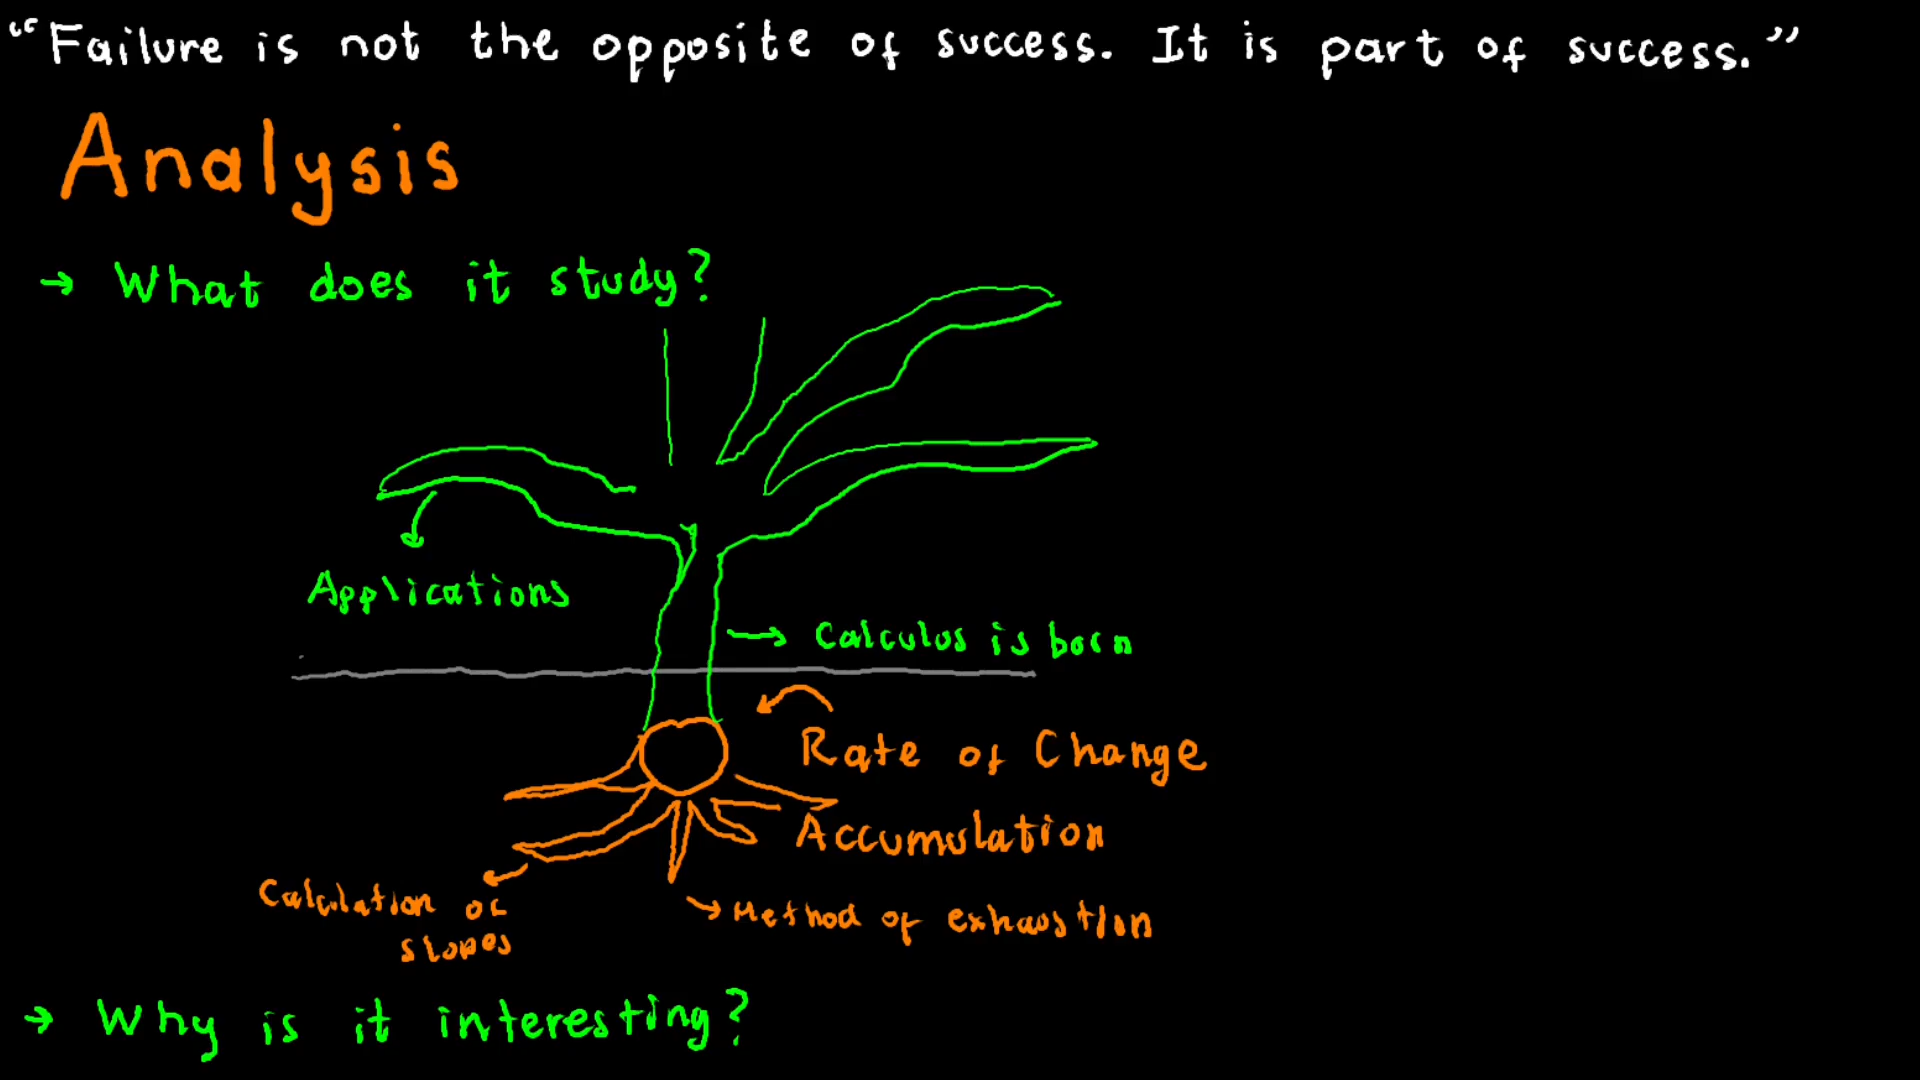 “Failure is not the opposite of success. It is part of success.”
Analysis
→ What does it study?
Applications
→ Calculus is born
Rate of Change
Accumulation
Calculation of
slopes
→ Method of exhaustion
→ Why is it interesting?